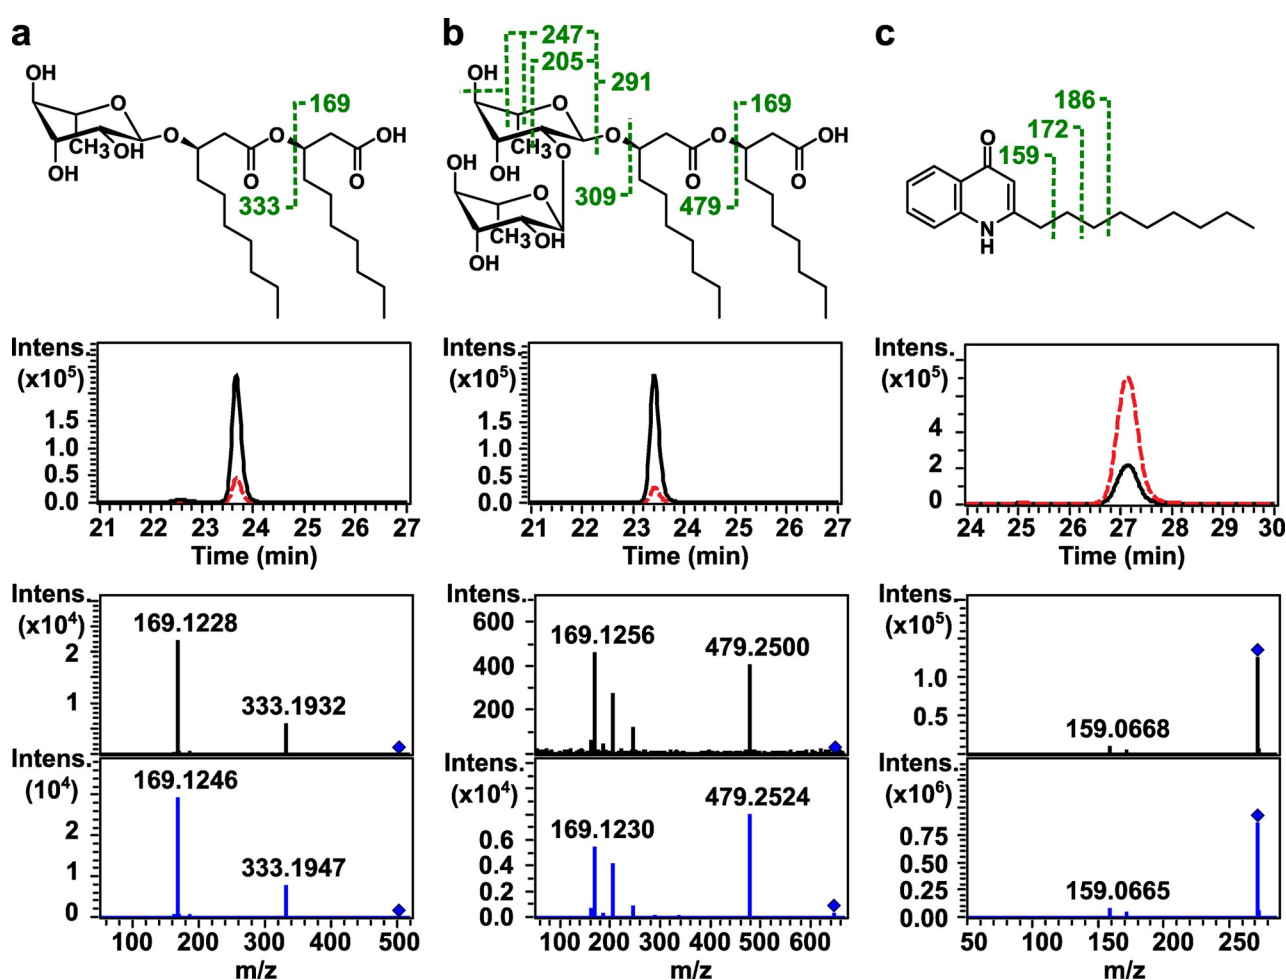 a
b
c
OH
O
O
O
OH
CH3
OH
OH
O
O
169
333
247
205
291
169
OH
O
O
O
OH
CH3
O
OH
O
O
OH
309
479
O
CH3
OH
OH
OH
186
172
159
O
N
H
Intens.
(x10⁵)
1.5
1.0
0.5
0.0
21 22 23 24 25 26 27
Time (min)
Intens.
(x10⁵)
1.5
1.0
0.5
0.0
21 22 23 24 25 26 27
Time (min)
Intens.
(x10⁵)
4
2
0
24 25 26 27 28 29 30
Time (min)
Intens.
(x10⁴)
2
1
169.1228
333.1932
Intens.
(10⁴)
2
1
0
169.1246
333.1947
100 200 300 400 500
m/z
Intens.
600
400
200
169.1256
479.2500
Intens.
(x10⁴)
0.6
0.4
0.2
0.0
169.1230
479.2524
100 200 300 400 500 600
m/z
Intens.
(x10⁵)
1.0
0.5
159.0668
Intens.
(x10⁶)
0.75
0.50
0.25
0.00
159.0665
50 100 150 200 250
m/z